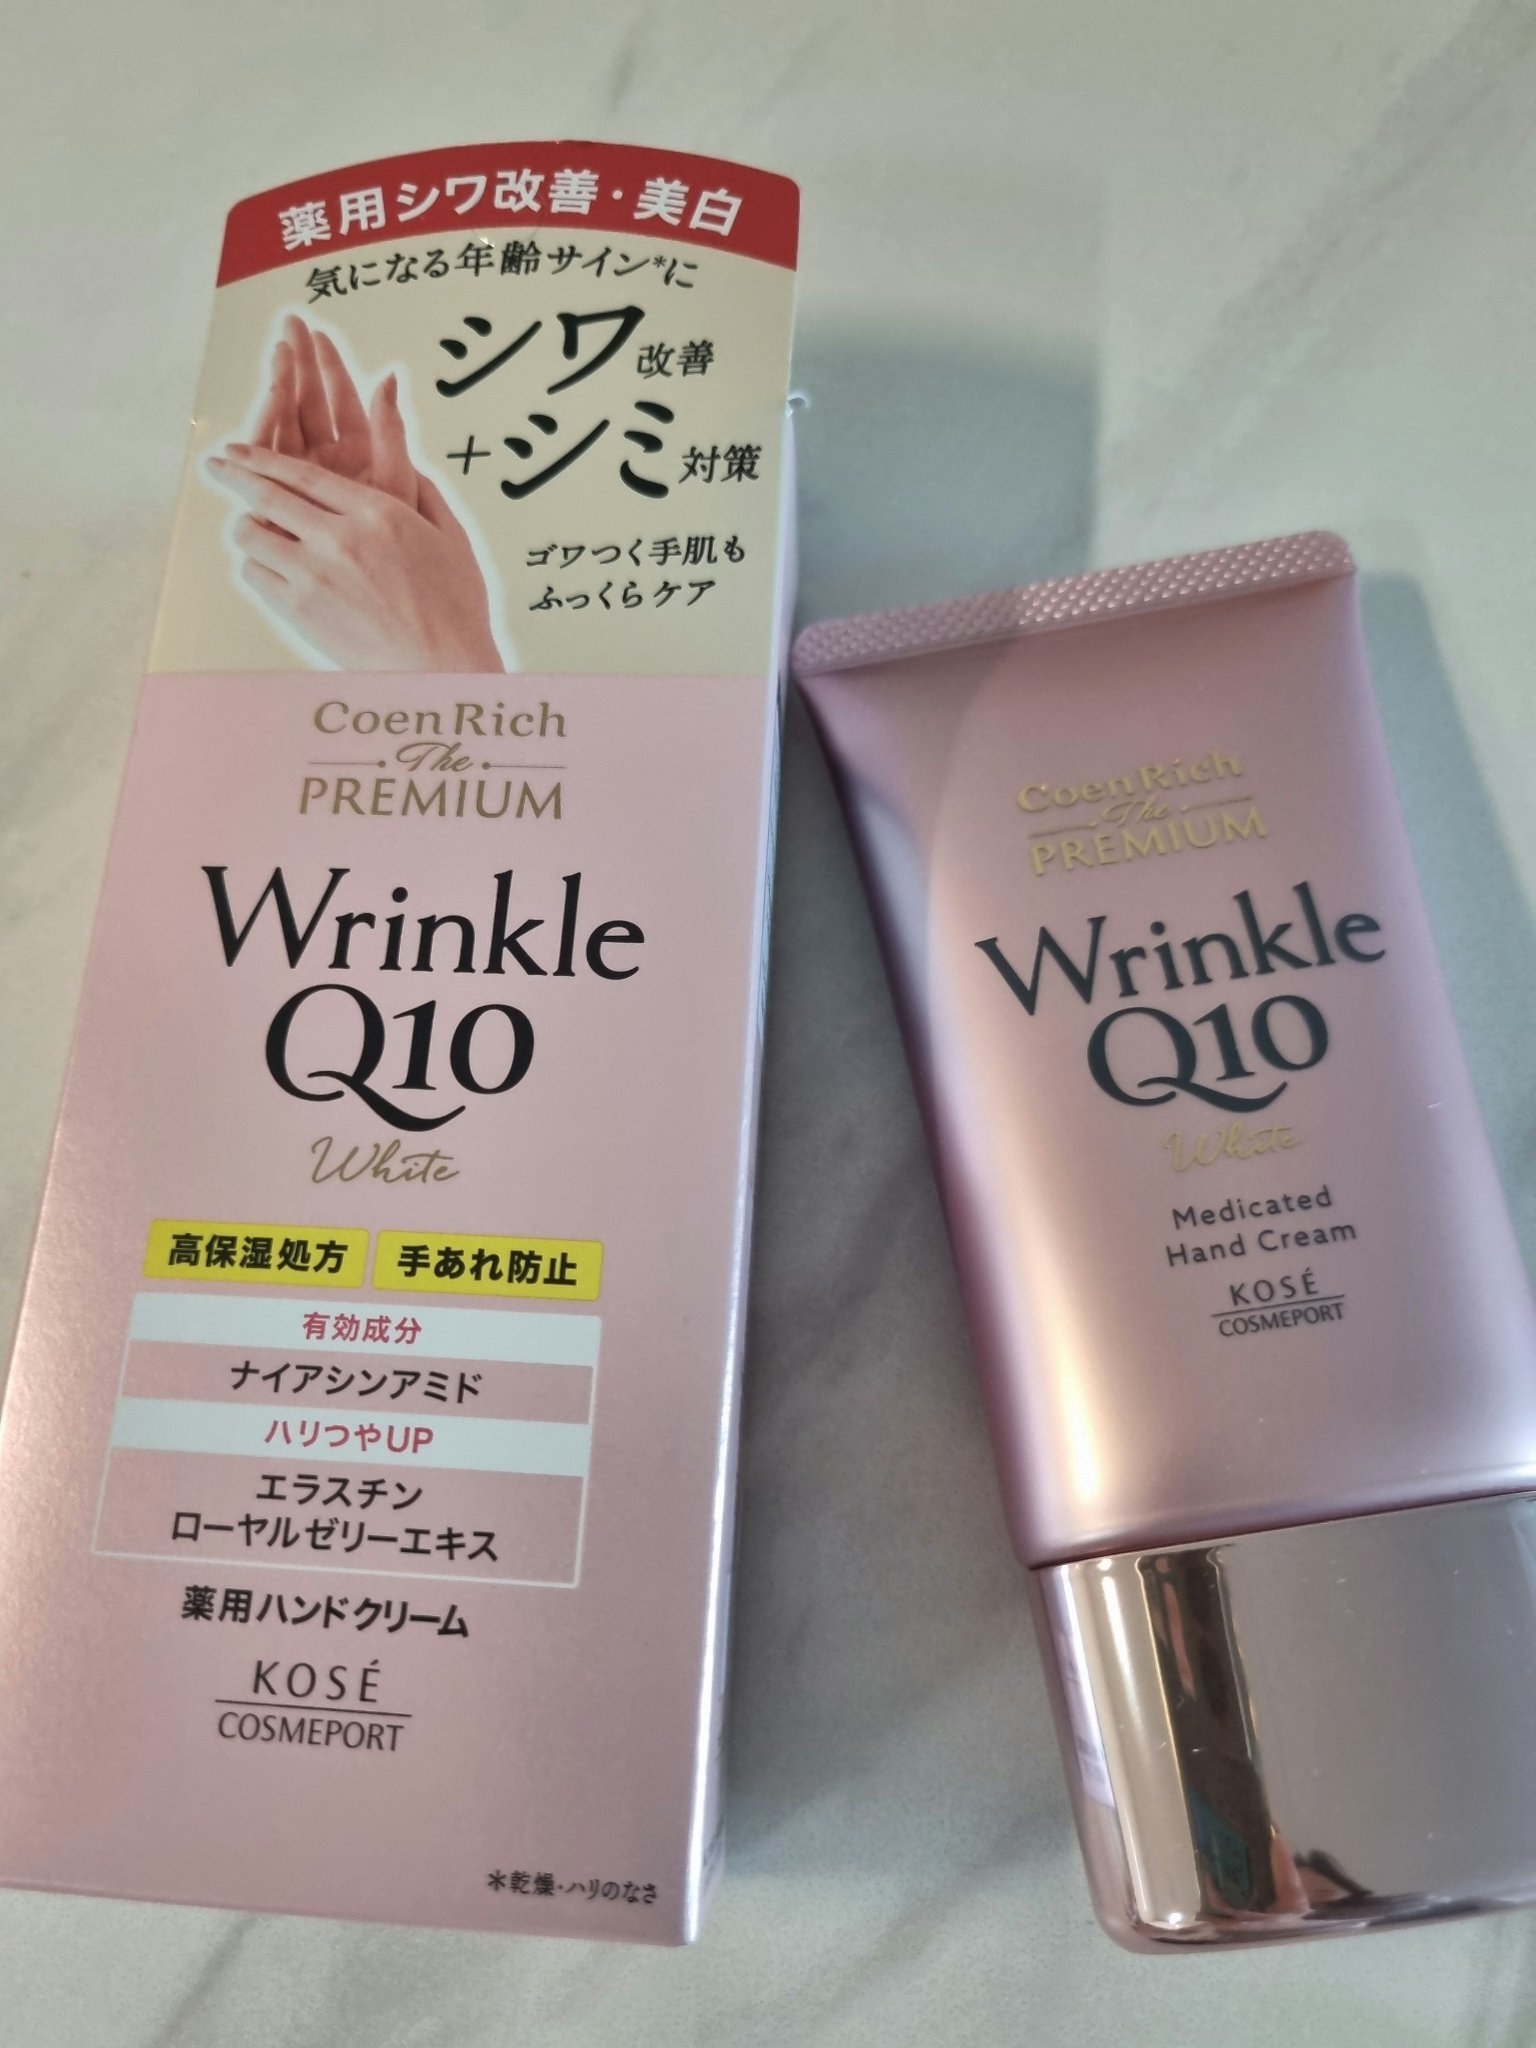 薬用シワ改善・美白
気になる年齢サイン*に
シワ改善
+シミ対策
ゴワつく手肌も
ふっくらケア
Coen Rich
The
PREMIUM
Wrinkle
Q10
White
高保湿処方 手あれ防止
有効成分
ナイアシンアミド
ハリつやUP
エラスチン
ローヤルゼリーエキス
薬用ハンドクリーム
KOSÉ
COSMEPORT
*乾燥・ハリのなさ
Coen Rich
The
PREMIUM
Wrinkle
Q10
White
Medicated
Hand Cream
KOSÉ
COSMEPORT